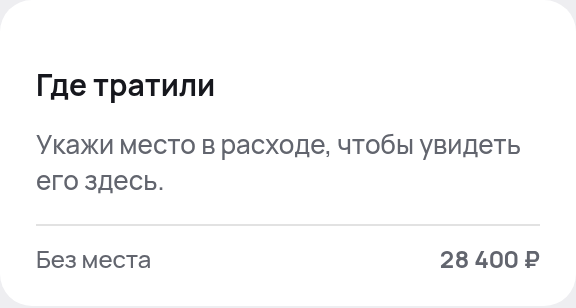 Где тратили
Укажи место в расходе, чтобы увидеть
его здесь.
Без места 28 400 ₽